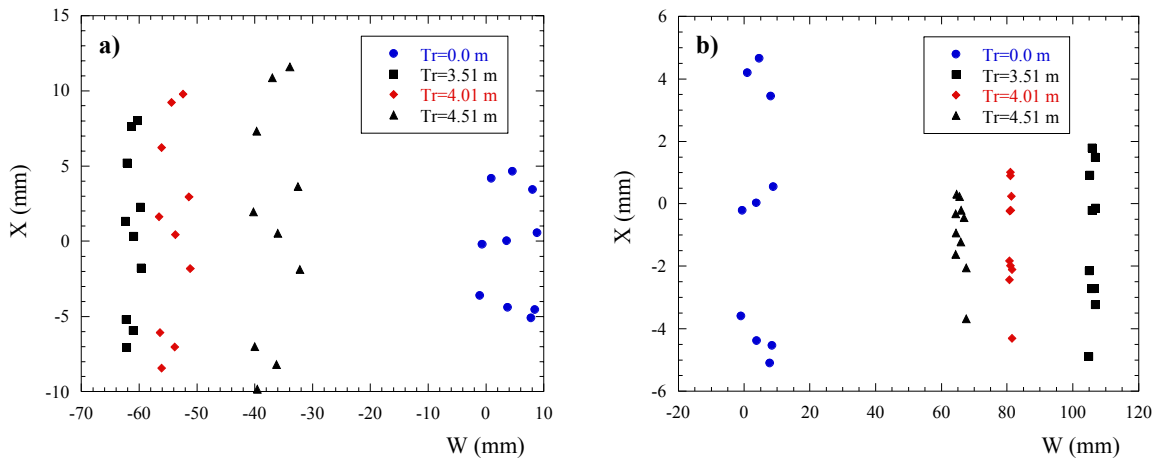 a)
Tr=0.0 m
Tr=3.51 m
Tr=4.01 m
Tr=4.51 m
X (mm)
15
10
5
0
-5
-10
-70 -60 -50 -40 -30 -20 -10 0 10
W (mm)
b)
Tr=0.0 m
Tr=3.51 m
Tr=4.01 m
Tr=4.51 m
X (mm)
6
4
2
0
-2
-4
-6
-20 0 20 40 60 80 100 120
W (mm)